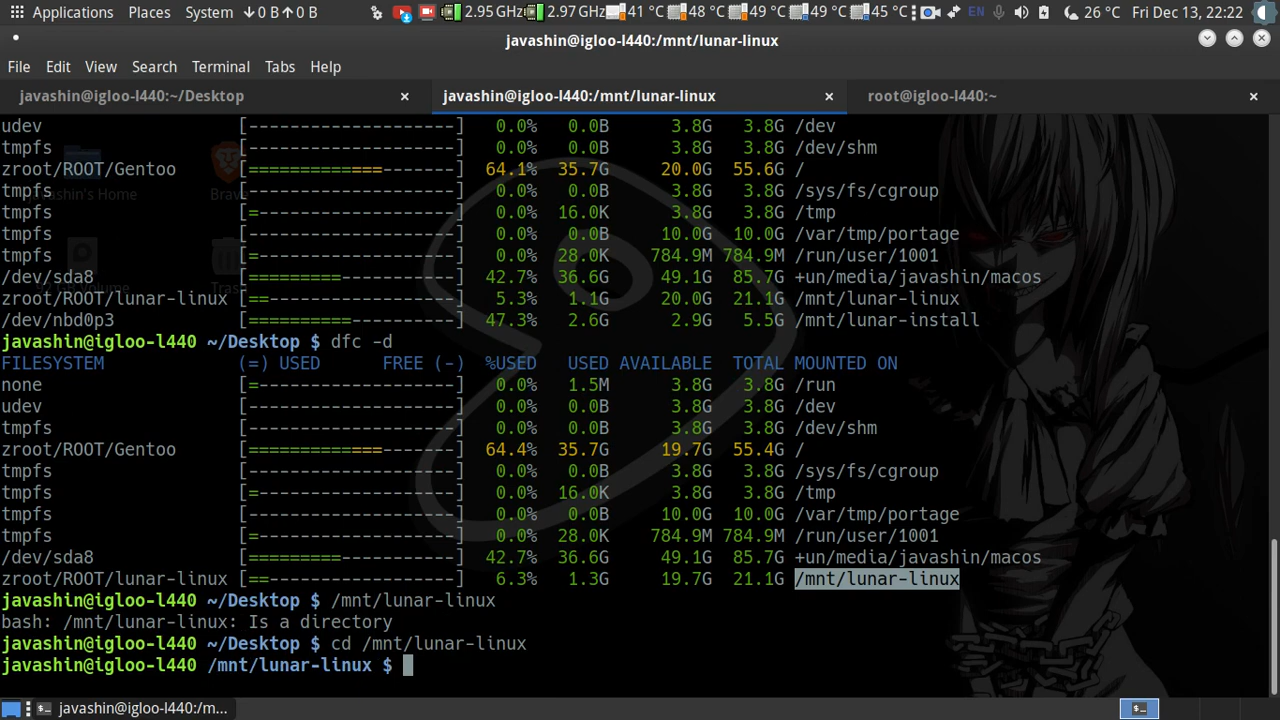 Applications Places System 0 B 0 B 2.95 GHz 2.97 GHz 41 °C 48 °C 49 °C 49 °C 45 °C EN 26 °C Fri Dec 13, 22:22
javashin@igloo-l440:/mnt/lunar-linux
File Edit View Search Terminal Tabs Help
javashin@igloo-l440:~/Desktop × javashin@igloo-l440:/mnt/lunar-linux × root@igloo-l440:~ ×
udev [--------------------] 0.0% 0.0B 3.8G 3.8G /dev
tmpfs [--------------------] 0.0% 0.0B 3.8G 3.8G /dev/shm
zroot/ROOT/Gentoo [=============-------] 64.1% 35.7G 20.0G 55.6G /
tmpfs [--------------------] 0.0% 0.0B 3.8G 3.8G /sys/fs/cgroup
tmpfs [=-------------------] 0.0% 16.0K 3.8G 3.8G /tmp
tmpfs [--------------------] 0.0% 0.0B 10.0G 10.0G /var/tmp/portage
tmpfs [=-------------------] 0.0% 28.0K 784.9M 784.9M /run/user/1001
/dev/sda8 [=========-----------] 42.7% 36.6G 49.1G 85.7G +un/media/javashin/macos
zroot/ROOT/lunar-linux [==------------------] 5.3% 1.1G 20.0G 21.1G /mnt/lunar-linux
/dev/nbd0p3 [==========----------] 47.3% 2.6G 2.9G 5.5G /mnt/lunar-install
javashin@igloo-l440 ~/Desktop $ dfc -d
FILESYSTEM (=) USED FREE (-) %USED USED AVAILABLE TOTAL MOUNTED ON
none [=-------------------] 0.0% 1.5M 3.8G 3.8G /run
udev [--------------------] 0.0% 0.0B 3.8G 3.8G /dev
tmpfs [--------------------] 0.0% 0.0B 3.8G 3.8G /dev/shm
zroot/ROOT/Gentoo [=============-------] 64.4% 35.7G 19.7G 55.4G /
tmpfs [--------------------] 0.0% 0.0B 3.8G 3.8G /sys/fs/cgroup
tmpfs [=-------------------] 0.0% 16.0K 3.8G 3.8G /tmp
tmpfs [--------------------] 0.0% 0.0B 10.0G 10.0G /var/tmp/portage
tmpfs [=-------------------] 0.0% 28.0K 784.9M 784.9M /run/user/1001
/dev/sda8 [=========-----------] 42.7% 36.6G 49.1G 85.7G +un/media/javashin/macos
zroot/ROOT/lunar-linux [==------------------] 6.3% 1.3G 19.7G 21.1G /mnt/lunar-linux
javashin@igloo-l440 ~/Desktop $ /mnt/lunar-linux
bash: /mnt/lunar-linux: Is a directory
javashin@igloo-l440 ~/Desktop $ cd /mnt/lunar-linux
javashin@igloo-l440 /mnt/lunar-linux $
javashin@igloo-l440:/m...